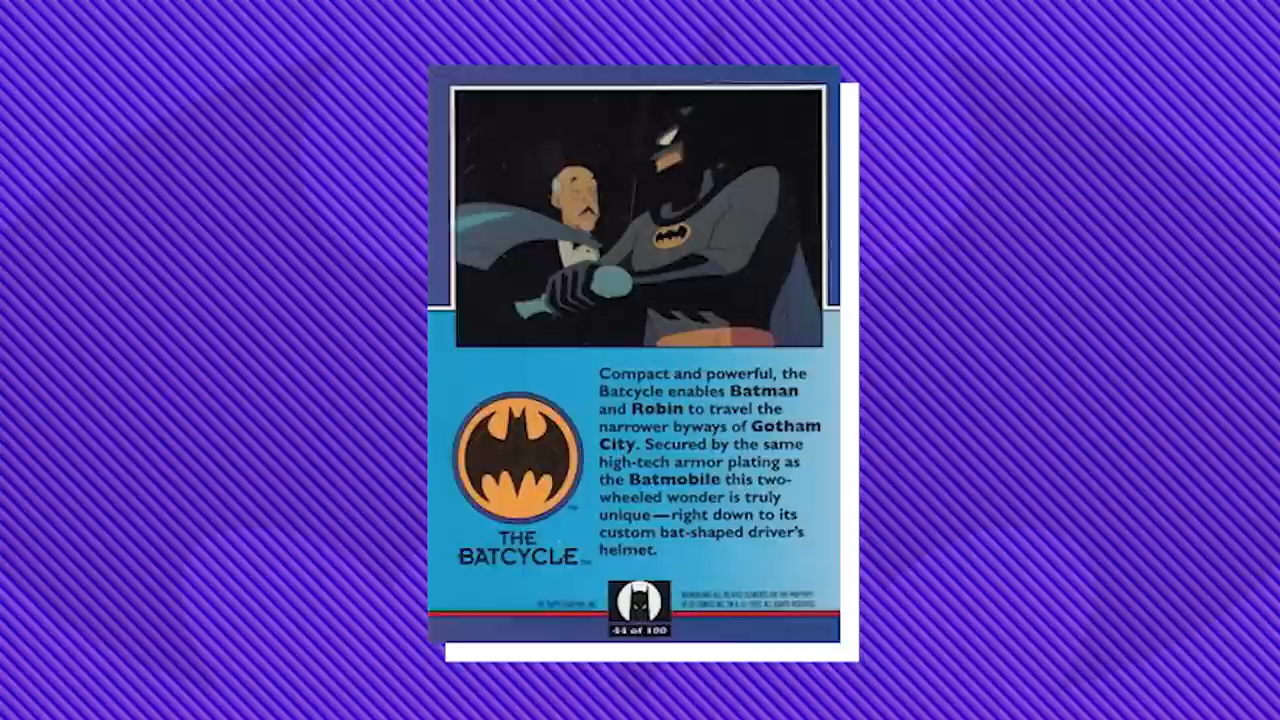 Compact and powerful, the
Batcycle enables Batman
and Robin to travel the
narrower byways of Gotham
City. Secured by the same
high-tech armor plating as
the Batmobile this two-
wheeled wonder is truly
unique—right down to its
custom bat-shaped driver's
helmet.
THE
BATCYCLE™
44 of 100